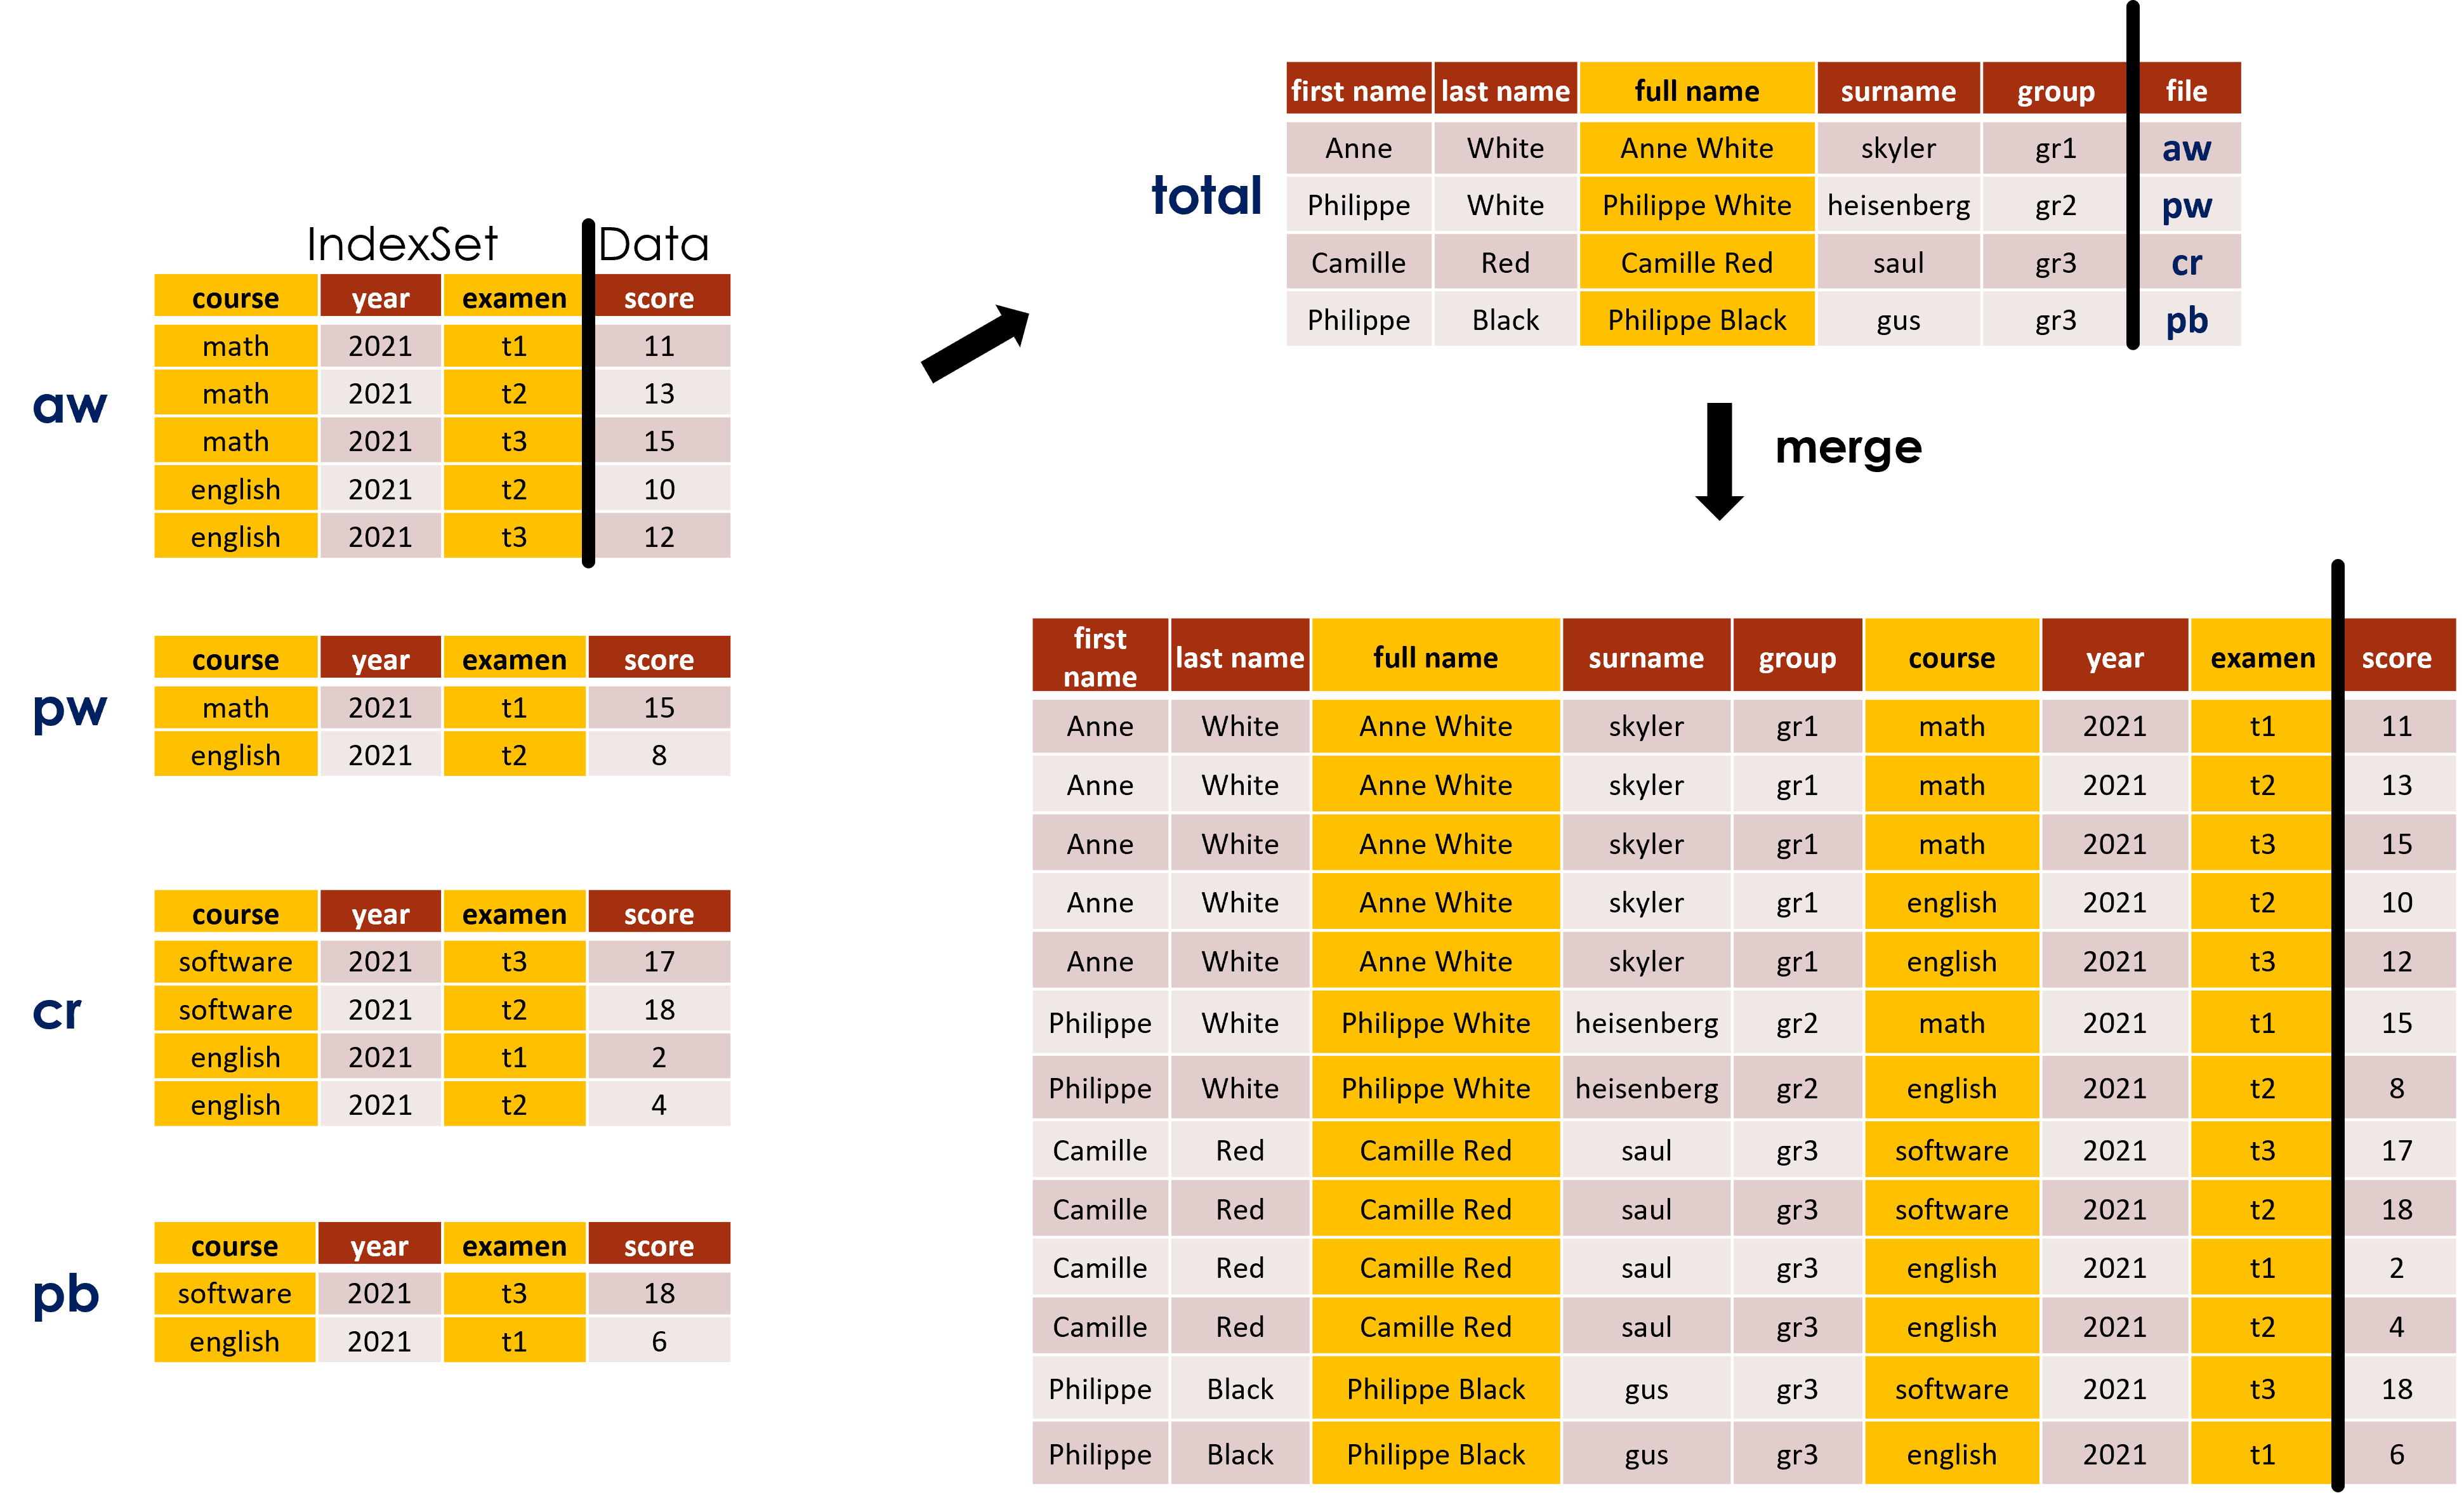 IndexSet Data
aw
course year examen score
math 2021 t1 11
math 2021 t2 13
math 2021 t3 15
english 2021 t2 10
english 2021 t3 12
pw
course year examen score
math 2021 t1 15
english 2021 t2 8
cr
course year examen score
software 2021 t3 17
software 2021 t2 18
english 2021 t1 2
english 2021 t2 4
pb
course year examen score
software 2021 t3 18
english 2021 t1 6
total
first name last name full name surname group file
Anne White Anne White skyler gr1 aw
Philippe White Philippe White heisenberg gr2 pw
Camille Red Camille Red saul gr3 cr
Philippe Black Philippe Black gus gr3 pb
merge
first name last name full name surname group course year examen score
Anne White Anne White skyler gr1 math 2021 t1 11
Anne White Anne White skyler gr1 math 2021 t2 13
Anne White Anne White skyler gr1 math 2021 t3 15
Anne White Anne White skyler gr1 english 2021 t2 10
Anne White Anne White skyler gr1 english 2021 t3 12
Philippe White Philippe White heisenberg gr2 math 2021 t1 15
Philippe White Philippe White heisenberg gr2 english 2021 t2 8
Camille Red Camille Red saul gr3 software 2021 t3 17
Camille Red Camille Red saul gr3 software 2021 t2 18
Camille Red Camille Red saul gr3 english 2021 t1 2
Camille Red Camille Red saul gr3 english 2021 t2 4
Philippe Black Philippe Black gus gr3 software 2021 t3 18
Philippe Black Philippe Black gus gr3 english 2021 t1 6